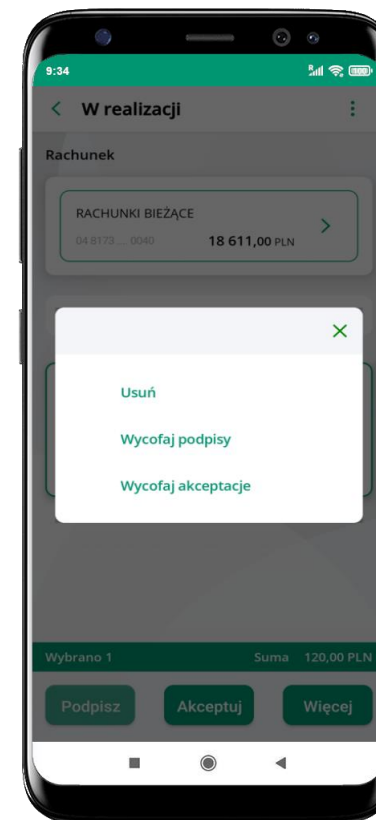 9:34
R
100
W realizacji
Rachunek
RACHUNKI BIEŻĄCE
04 8173 ... 0040 18 611,00 PLN
Usuń
Wycofaj podpisy
Wycofaj akceptacje
Wybrano 1 Suma 120,00 PLN
Podpisz Akceptuj Więcej